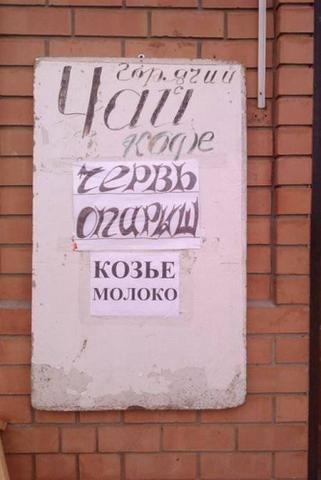 горячий
Чай
кофе
червь
опарыш
КОЗЬЕ
МОЛОКО